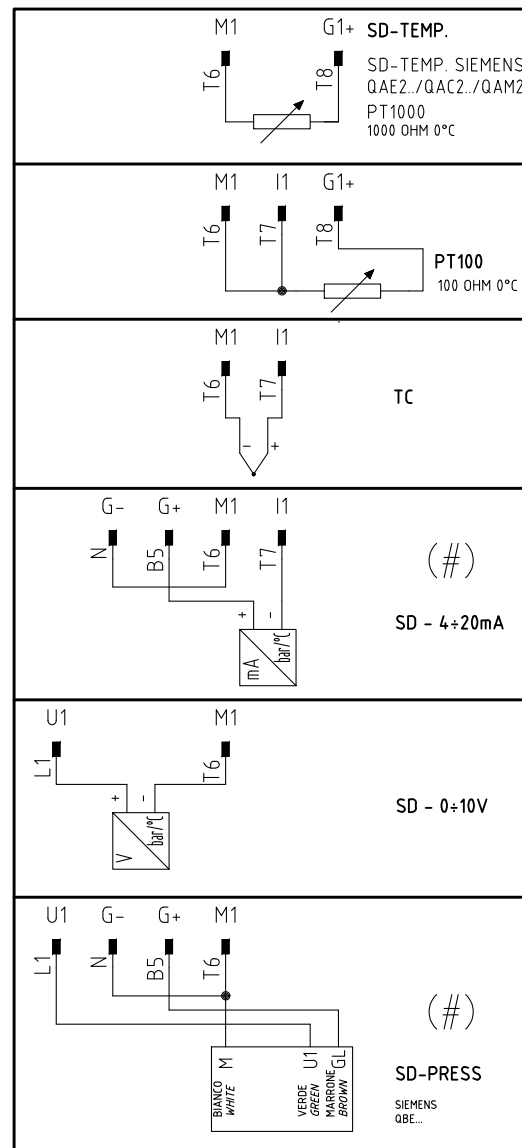 M1 G1+ SD-TEMP.
T6 T8 SD-TEMP. SIEMENS
QAE2../QAC2../QAM2
PT1000
1000 OHM 0°C
M1 I1 G1+
T6 T7 T8
PT100
100 OHM 0°C
M1 I1
T6 T7
TC
- +
G- G+ M1 I1
N B5 T6 T7
(#)
+ -
mA bar/°C
SD - 4÷20mA
U1 M1
L1 T6
+ -
V bar/°C
SD - 0÷10V
U1 G- G+ M1
L1 N B5 T6
(#)
M U1 GL
BIANCO VERDE MARRONE
WHITE GREEN BROWN
SD-PRESS
SIEMENS
QBE...